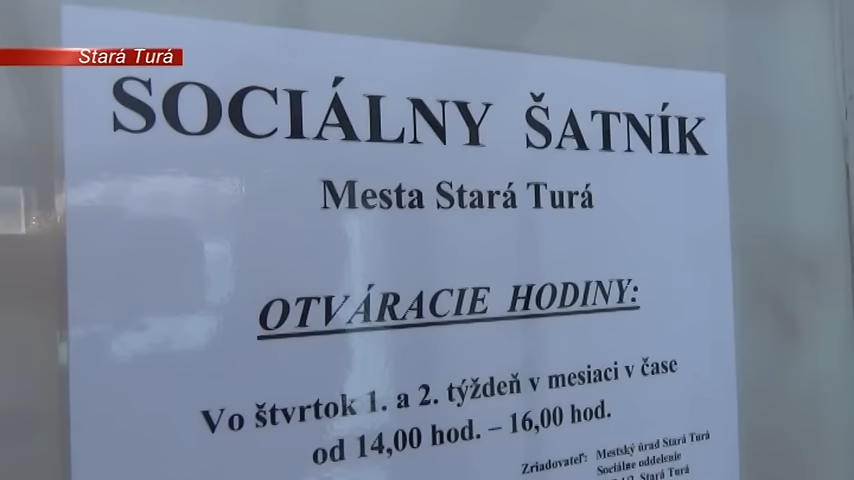 Stará Turá
SOCIÁLNY ŠATNÍK
Mesta Stará Turá
OTVÁRACIE HODINY:
Vo štvrtok 1. a 2. týždeň v mesiaci v čase
od 14,00 hod. – 16,00 hod.
Zriadovateľ: Mestský úrad Stará Turá
Sociálne oddelenie
Stará Turá